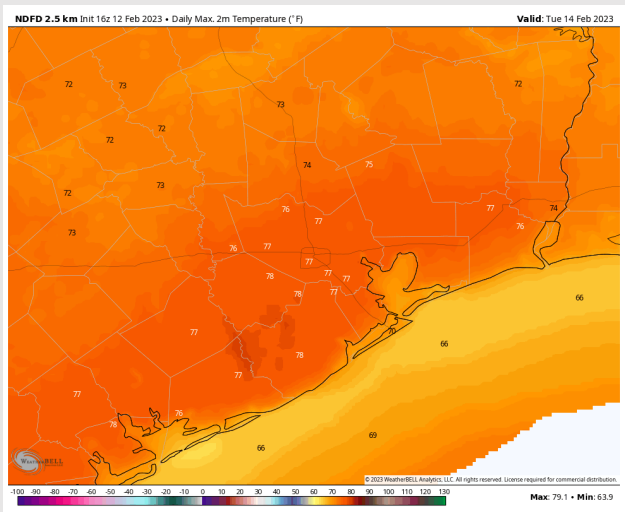 NDFD 2.5 km Init 16z 12 Feb 2023 • Daily Max. 2m Temperature (°F) Valid: Tue 14 Feb 2023
72 73 72
73
72 72
74 75
72 73
76 77 74
73 77 76
76 77
77
78 77 77
78 77 66
77 70 66
78
77
77
76
78
69
66
WEATHERBELL
© 2023 WeatherBELL Analytics, LLC. All rights reserved. License required for commercial distribution.
-100 -90 -80 -70 -60 -50 -40 -30 -20 -10 0 10 20 30 40 50 60 70 80 90 100 110 120 130
Max: 79.1 • Min: 63.9